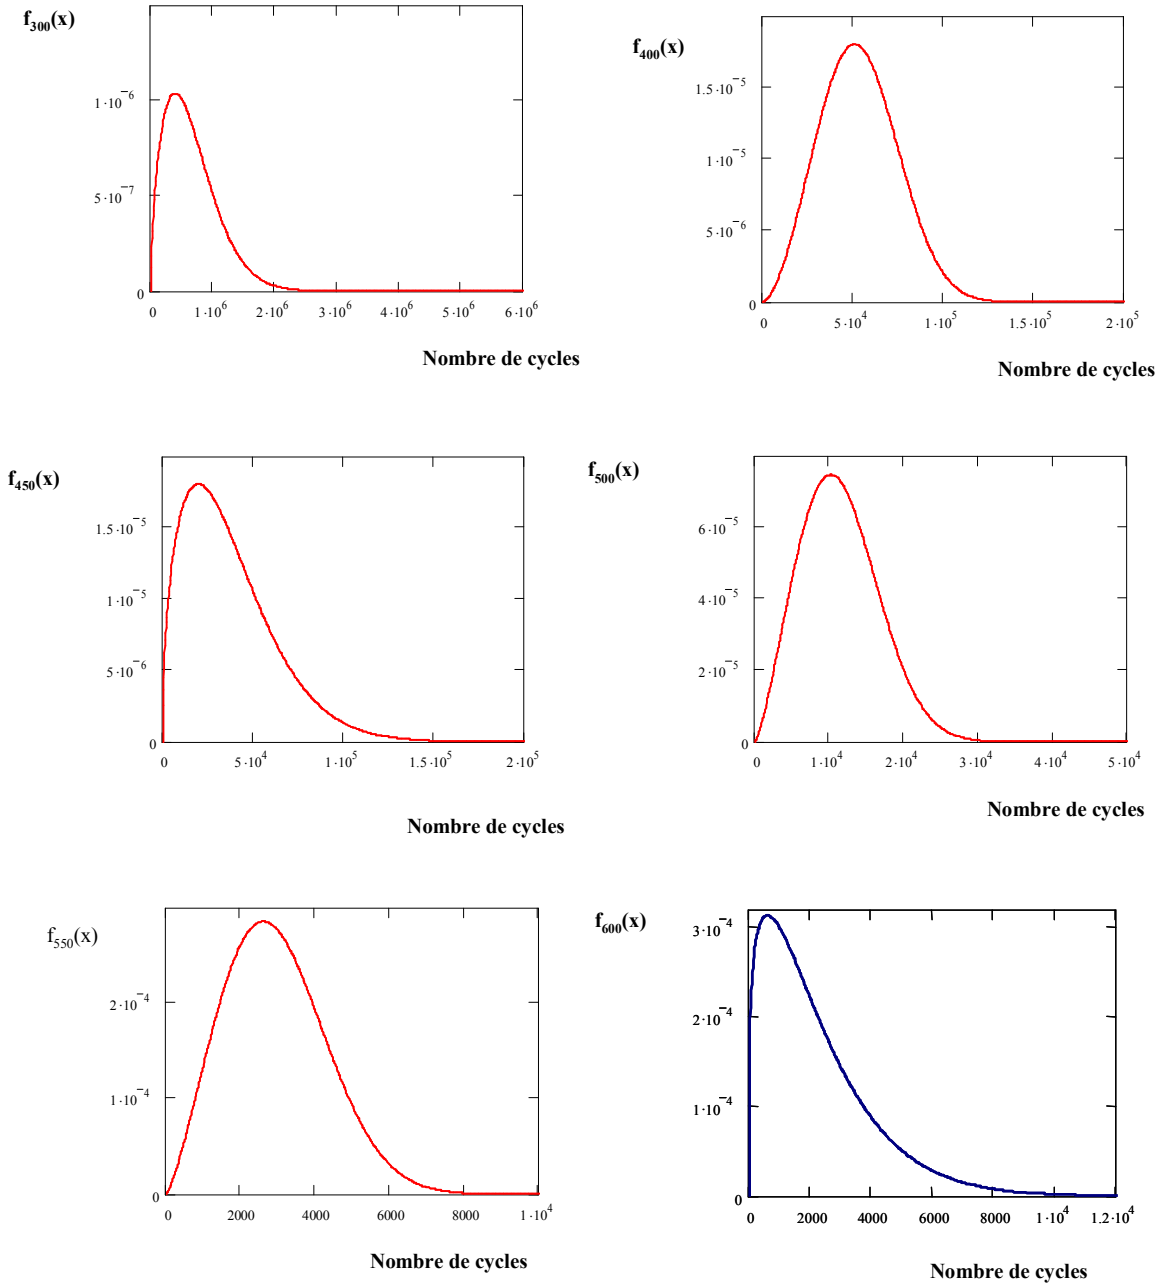 f300(x)
1·10−6
5·10−7
0
0 1·10^6 2·10^6 3·10^6 4·10^6 5·10^6 6·10^6
Nombre de cycles
f400(x)
1.5·10−5
1·10−5
5·10−6
0
0 5·10^4 1·10^5 1.5·10^5 2·10^5
Nombre de cycles
f450(x)
1.5·10−5
1·10−5
5·10−6
0
0 5·10^4 1·10^5 1.5·10^5 2·10^5
Nombre de cycles
f500(x)
6·10−5
4·10−5
2·10−5
0
0 1·10^4 2·10^4 3·10^4 4·10^4 5·10^4
Nombre de cycles
f550(x)
2·10−4
1·10−4
0
0 2000 4000 6000 8000 1·10^4
Nombre de cycles
f600(x)
3·10−4
2·10−4
1·10−4
0
0 2000 4000 6000 8000 1·10^4 1.2·10^4
Nombre de cycles